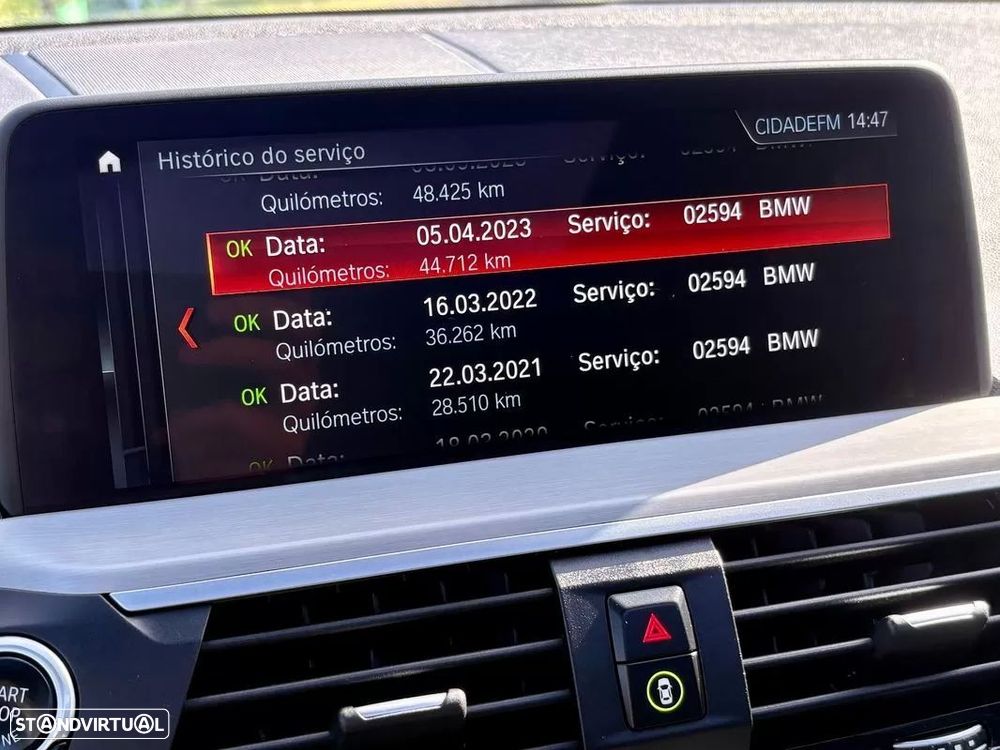 CIDADEFM 14:47
Histórico do serviço
Quilómetros: 48.425 km
OK Data: 05.04.2023 Serviço: 02594 BMW
Quilómetros: 44.712 km
OK Data: 16.03.2022 Serviço: 02594 BMW
Quilómetros: 36.262 km
OK Data: 22.03.2021 Serviço: 02594 BMW
Quilómetros: 28.510 km
OK Data:
STANDVIRTUAL